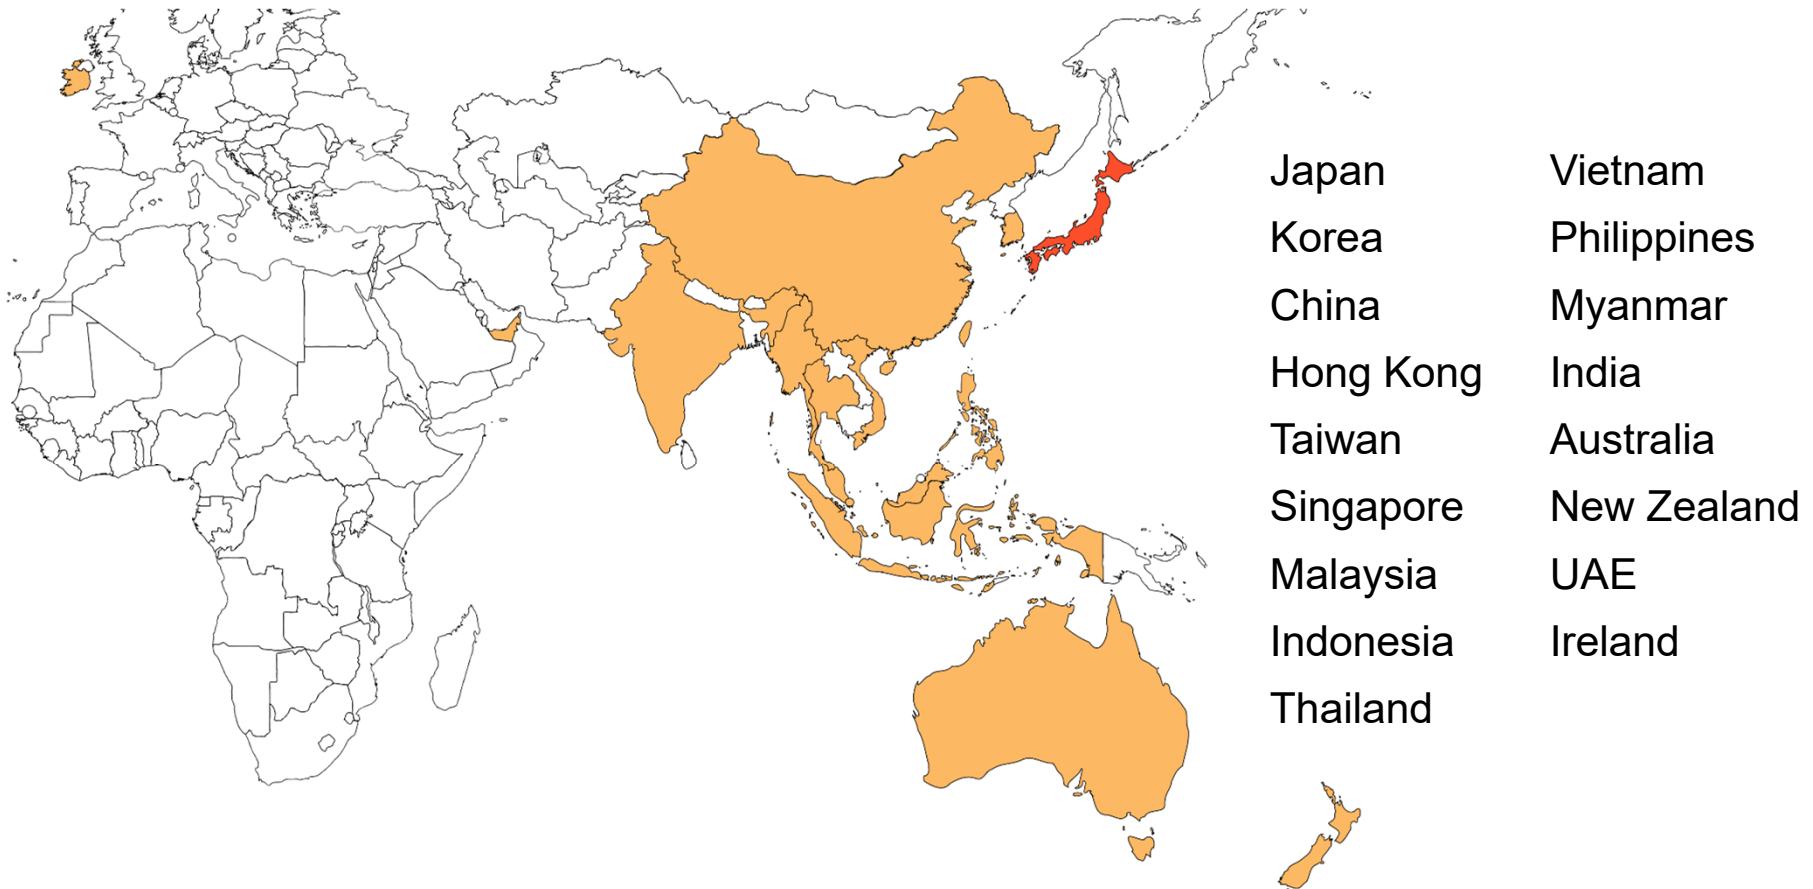 Japan
Korea
China
Hong Kong
Taiwan
Singapore
Malaysia
Indonesia
Thailand
Vietnam
Philippines
Myanmar
India
Australia
New Zealand
UAE
Ireland